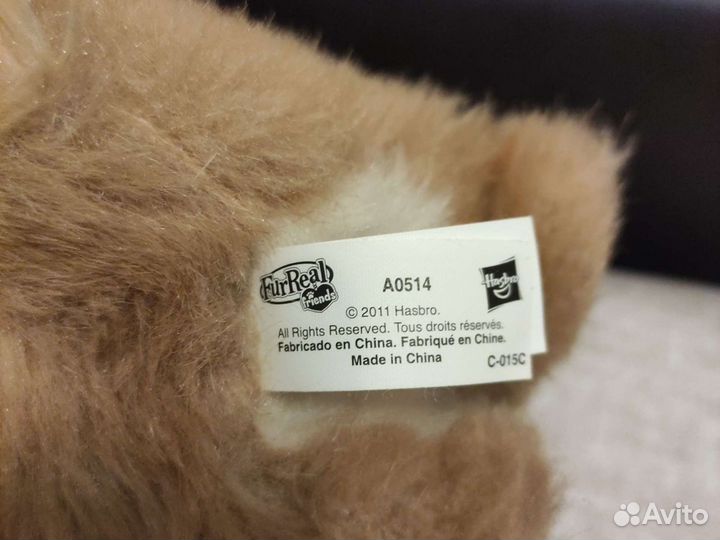 FurReal
friends
A0514
Hasbro
© 2011 Hasbro.
All Rights Reserved. Tous droits réservés.
Fabricado en China. Fabriqué en Chine.
Made in China
C-015C
Avito